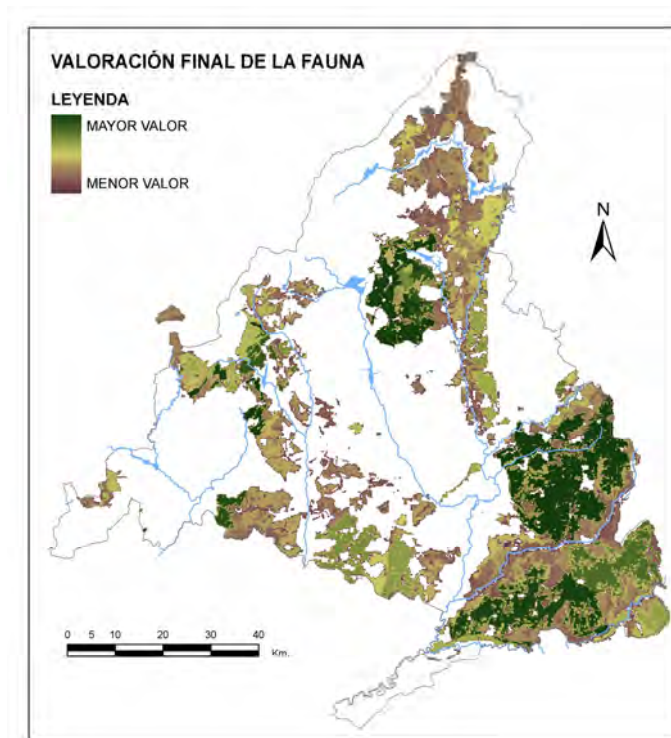 VALORACIÓN FINAL DE LA FAUNA
LEYENDA
MAYOR VALOR
MENOR VALOR
N
0 5 10 20 30 40
Km.